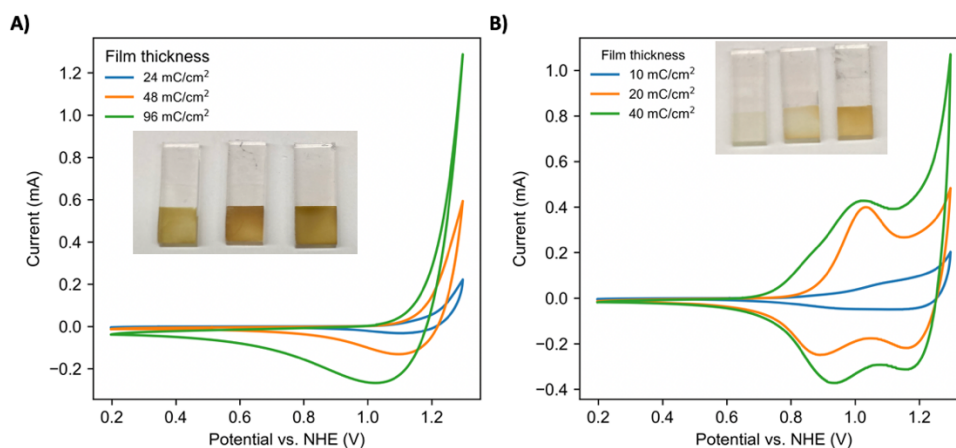 A)
Film thickness
24 mC/cm²
48 mC/cm²
96 mC/cm²
1.2
1.0
0.8
0.6
0.4
0.2
0.0
−0.2
Current (mA)
0.2 0.4 0.6 0.8 1.0 1.2
Potential vs. NHE (V)
B)
Film thickness
10 mC/cm²
20 mC/cm²
40 mC/cm²
1.0
0.8
0.6
0.4
0.2
0.0
−0.2
−0.4
Current (mA)
0.2 0.4 0.6 0.8 1.0 1.2
Potential vs. NHE (V)